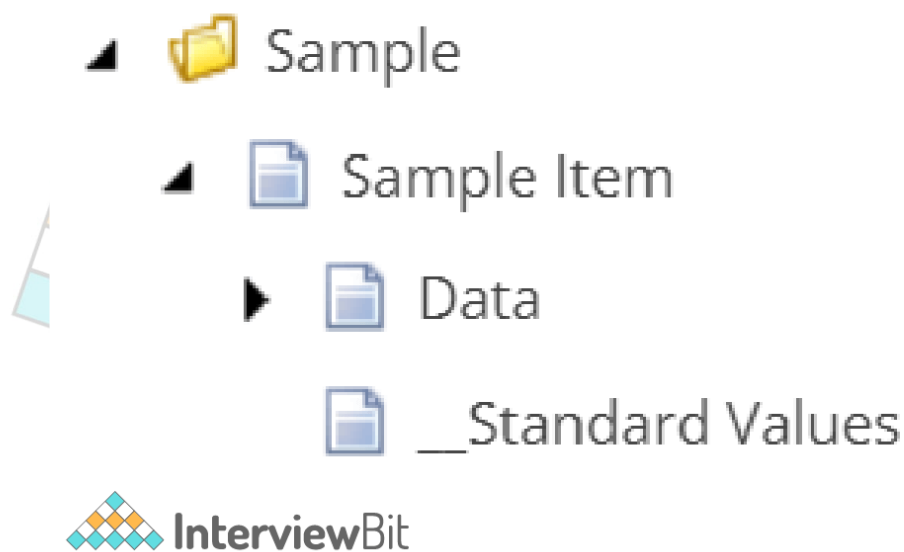 Sample
Sample Item
Data
__Standard Values
InterviewBit